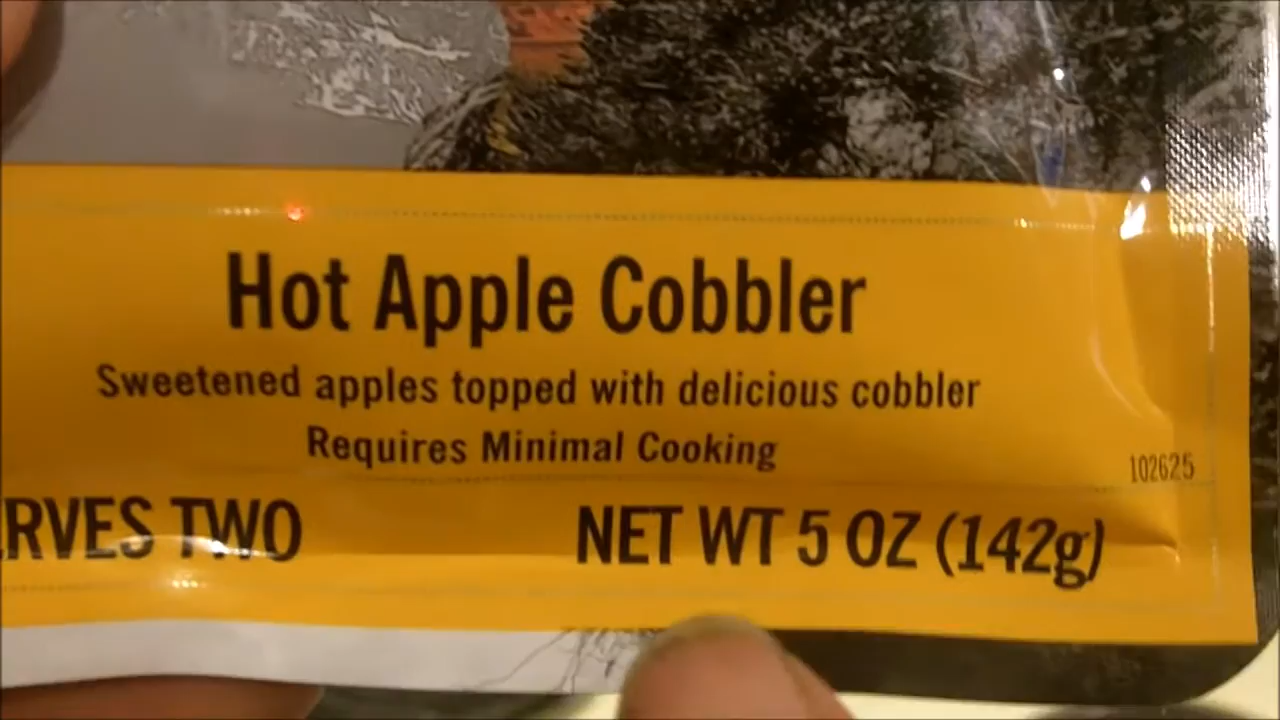 Hot Apple Cobbler
Sweetened apples topped with delicious cobbler
Requires Minimal Cooking
102625
RVES TWO
NET WT 5 OZ (142g)